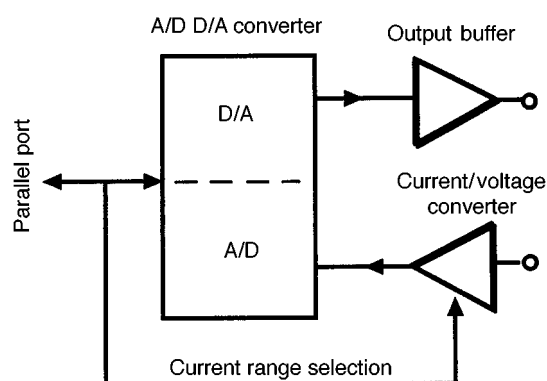 A/D D/A converter
Output buffer
D/A
Parallel port
Current/voltage
converter
A/D
Current range selection